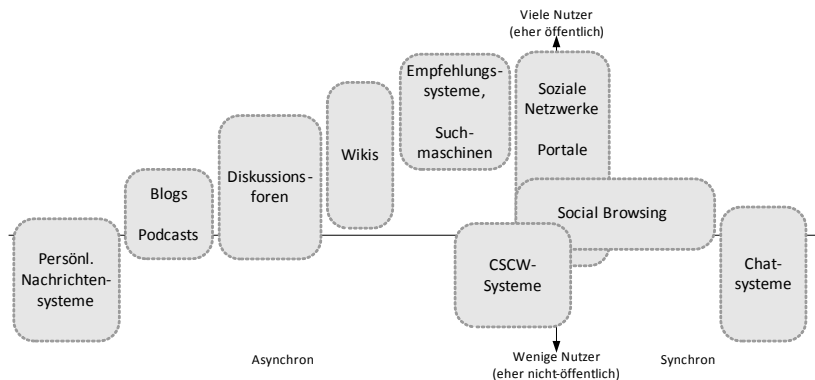 Viele Nutzer
(eher öffentlich)
Empfehlungs-
systeme,
Such-
maschinen
Soziale
Netzwerke
Portale
Wikis
Diskussions-
foren
Blogs
Podcasts
Social Browsing
Persönl.
Nachrichten-
systeme
CSCW-
Systeme
Chat-
systeme
Asynchron
Wenige Nutzer
(eher nicht-öffentlich)
Synchron